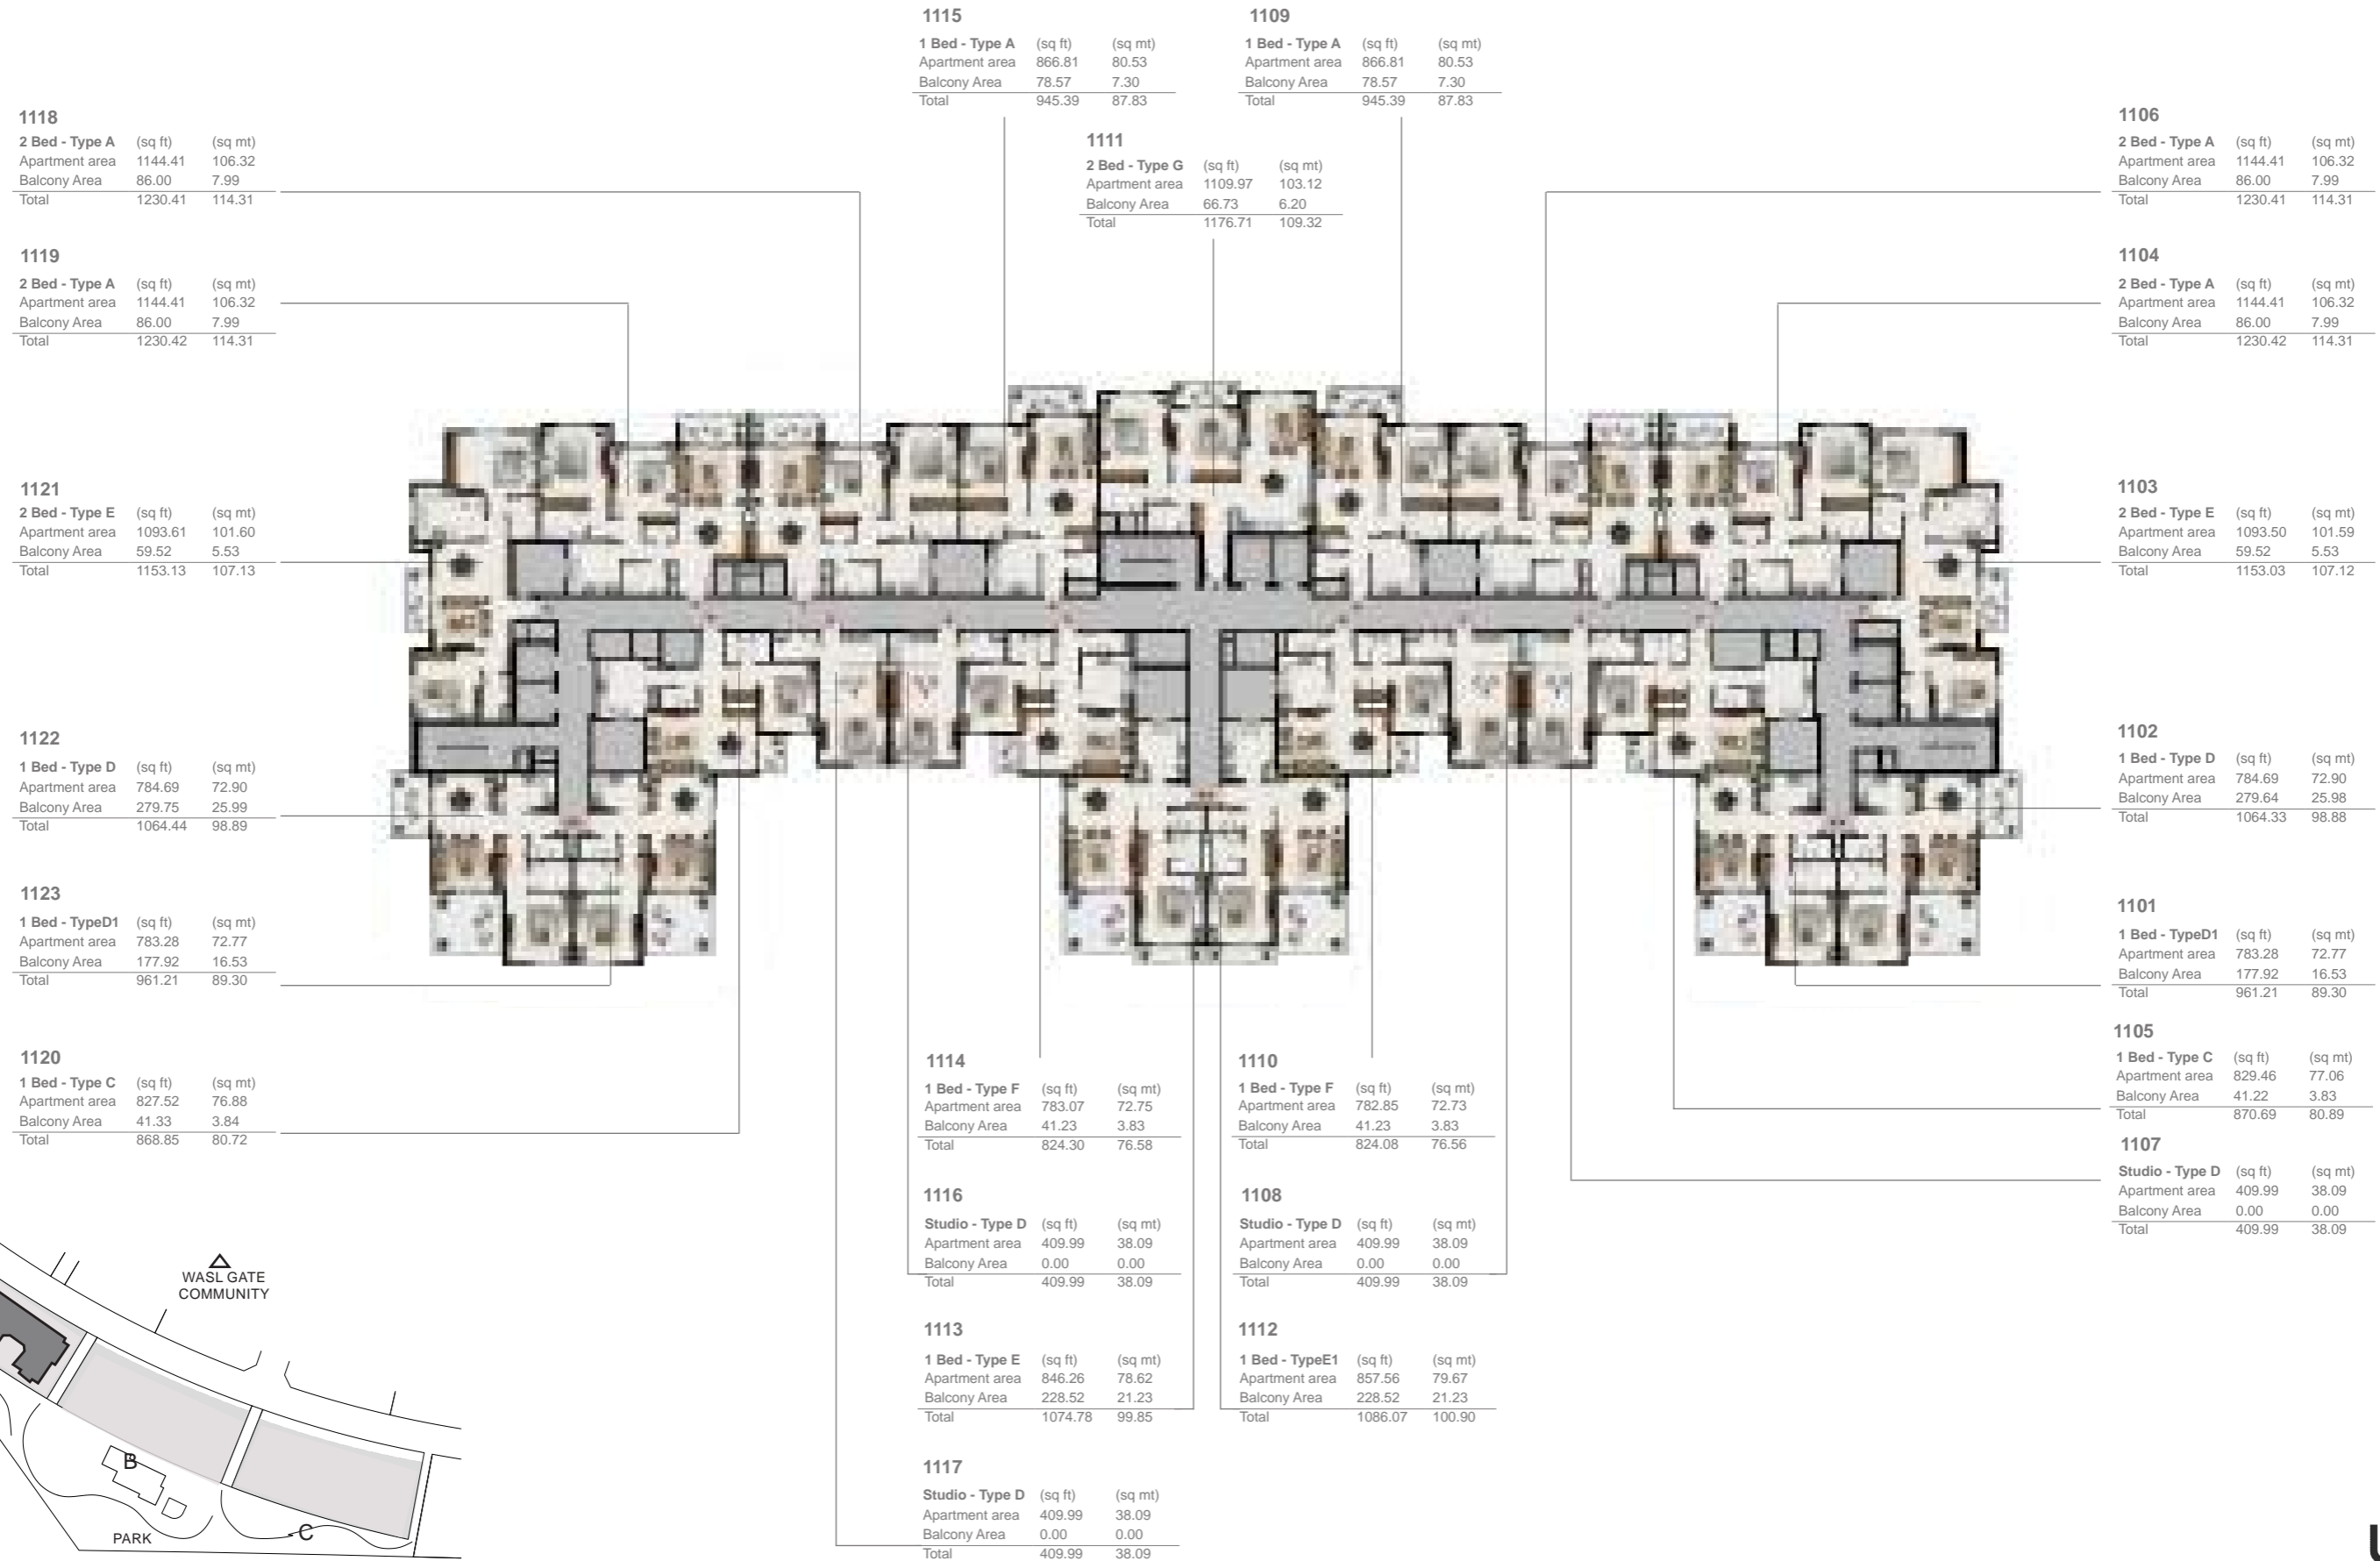 1115
1 Bed - Type A (sq ft) (sq mt)
Apartment area 866.81 80.53
Balcony Area 78.57 7.30
Total 945.39 87.83
1109
1 Bed - Type A (sq ft) (sq mt)
Apartment area 866.81 80.53
Balcony Area 78.57 7.30
Total 945.39 87.83
1111
2 Bed - Type G (sq ft) (sq mt)
Apartment area 1109.97 103.12
Balcony Area 66.73 6.20
Total 1176.71 109.32
1118
2 Bed - Type A (sq ft) (sq mt)
Apartment area 1144.41 106.32
Balcony Area 86.00 7.99
Total 1230.41 114.31
1119
2 Bed - Type A (sq ft) (sq mt)
Apartment area 1144.41 106.32
Balcony Area 86.00 7.99
Total 1230.42 114.31
1121
2 Bed - Type E (sq ft) (sq mt)
Apartment area 1093.61 101.60
Balcony Area 59.52 5.53
Total 1153.13 107.13
1122
1 Bed - Type D (sq ft) (sq mt)
Apartment area 784.69 72.90
Balcony Area 279.75 25.99
Total 1064.44 98.89
1123
1 Bed - TypeD1 (sq ft) (sq mt)
Apartment area 783.28 72.77
Balcony Area 177.92 16.53
Total 961.21 89.30
1120
1 Bed - Type C (sq ft) (sq mt)
Apartment area 827.52 76.88
Balcony Area 41.33 3.84
Total 868.85 80.72
1106
2 Bed - Type A (sq ft) (sq mt)
Apartment area 1144.41 106.32
Balcony Area 86.00 7.99
Total 1230.41 114.31
1104
2 Bed - Type A (sq ft) (sq mt)
Apartment area 1144.41 106.32
Balcony Area 86.00 7.99
Total 1230.42 114.31
1103
2 Bed - Type E (sq ft) (sq mt)
Apartment area 1093.50 101.59
Balcony Area 59.52 5.53
Total 1153.03 107.12
1102
1 Bed - Type D (sq ft) (sq mt)
Apartment area 784.69 72.90
Balcony Area 279.64 25.98
Total 1064.33 98.88
1101
1 Bed - TypeD1 (sq ft) (sq mt)
Apartment area 783.28 72.77
Balcony Area 177.92 16.53
Total 961.21 89.30
1105
1 Bed - Type C (sq ft) (sq mt)
Apartment area 829.46 77.06
Balcony Area 41.22 3.83
Total 870.69 80.89
1107
Studio - Type D (sq ft) (sq mt)
Apartment area 409.99 38.09
Balcony Area 0.00 0.00
Total 409.99 38.09
1114
1 Bed - Type F (sq ft) (sq mt)
Apartment area 783.07 72.75
Balcony Area 41.23 3.83
Total 824.30 76.58
1110
1 Bed - Type F (sq ft) (sq mt)
Apartment area 782.85 72.73
Balcony Area 41.23 3.83
Total 824.08 76.56
1116
Studio - Type D (sq ft) (sq mt)
Apartment area 409.99 38.09
Balcony Area 0.00 0.00
Total 409.99 38.09
1108
Studio - Type D (sq ft) (sq mt)
Apartment area 409.99 38.09
Balcony Area 0.00 0.00
Total 409.99 38.09
1113
1 Bed - Type E (sq ft) (sq mt)
Apartment area 846.26 78.62
Balcony Area 228.52 21.23
Total 1074.78 99.85
1112
1 Bed - TypeE1 (sq ft) (sq mt)
Apartment area 857.56 79.67
Balcony Area 228.52 21.23
Total 1086.07 100.90
1117
Studio - Type D (sq ft) (sq mt)
Apartment area 409.99 38.09
Balcony Area 0.00 0.00
Total 409.99 38.09
WASL GATE
COMMUNITY
B
C
PARK